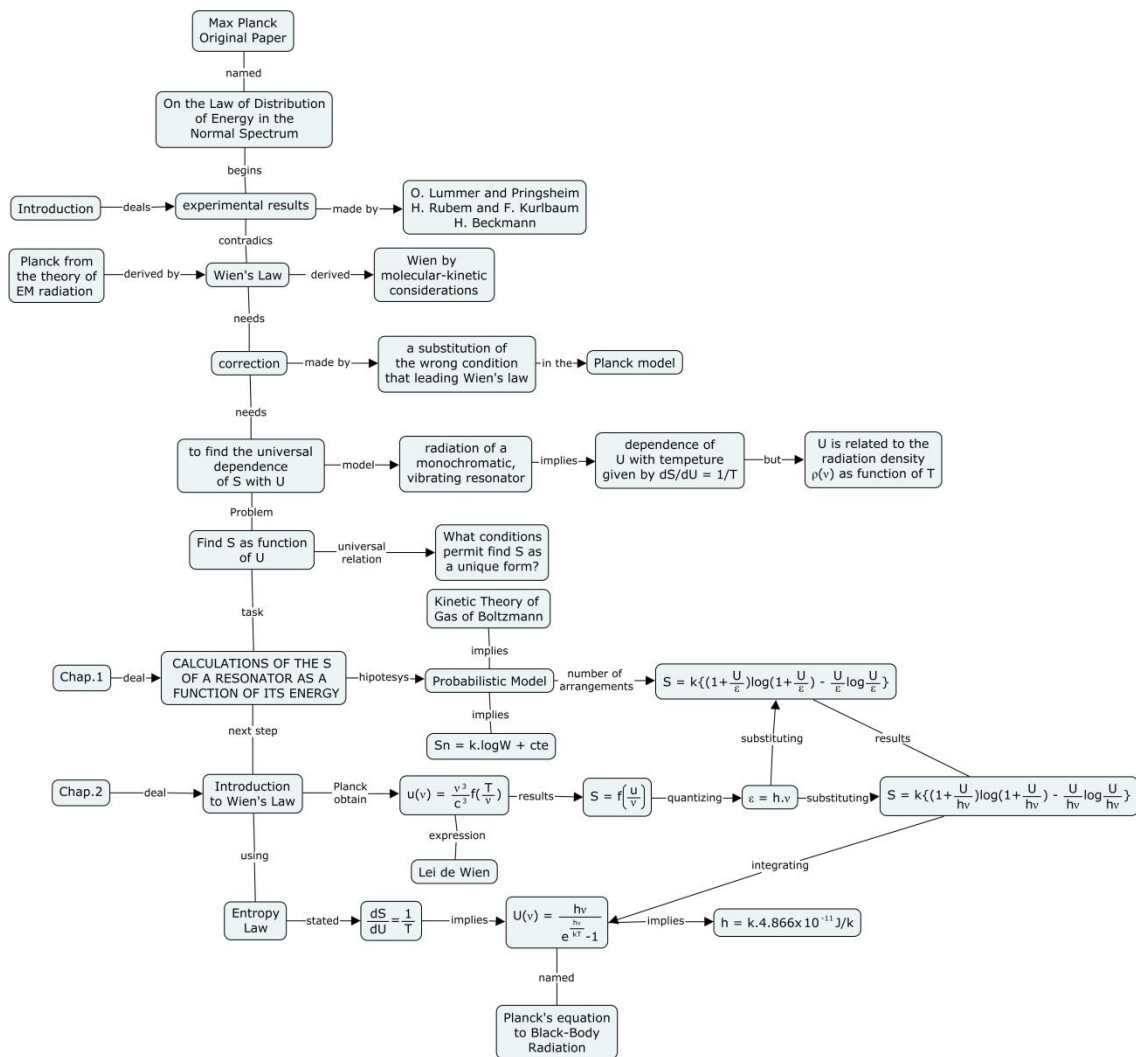 Max Planck
Original Paper
named
On the Law of Distribution
of Energy in the
Normal Spectrum
begins
Introduction
deals
experimental results
made by
O. Lummer and Pringsheim
H. Rubem and F. Kurlbaum
H. Beckmann
contradics
Planck from
the theory of
EM radiation
derived by
Wien's Law
derived
Wien by
molecular-kinetic
considerations
needs
correction
made by
a substitution of
the wrong condition
that leading Wien's law
in the
Planck model
needs
to find the universal
dependence
of S with U
model
radiation of a
monochromatic,
vibrating resonator
implies
dependence of
U with tempeture
given by dS/dU = 1/T
but
U is related to the
radiation density
ρ(ν) as function of T
Problem
Find S as function
of U
universal
relation
What conditions
permit find S as
a unique form?
task
Kinetic Theory of
Gas of Boltzmann
implies
Chap.1
deal
CALCULATIONS OF THE S
OF A RESONATOR AS A
FUNCTION OF ITS ENERGY
hipotesys
Probabilistic Model
number of
arrangements
S = k{(1+U/ε)log(1+U/ε) - U/ε log U/ε}
implies
Sn = k.logW + cte
next step
substituting
results
Chap.2
deal
Introduction
to Wien's Law
Planck
obtain
u(ν) = ν³/c³ f(T/ν)
results
S = f(u/ν)
quantizing
ε = h.ν
substituting
S = k{(1+U/hν)log(1+U/hν) - U/hν log U/hν}
expression
Lei de Wien
using
integrating
Entropy
Law
stated
dS/dU = 1/T
implies
U(ν) = hν/(e^(hν/kT) -1)
implies
h = k.4.866x10⁻¹¹J/k
named
Planck's equation
to Black-Body
Radiation